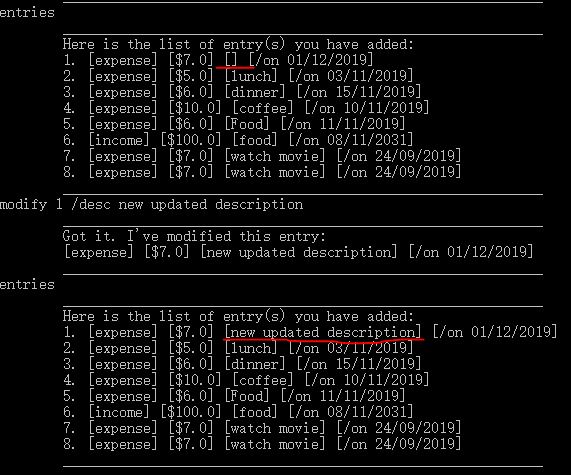 entries
Here is the list of entry(s) you have added:
1. [expense] [$7.0] [] [/on 01/12/2019]
2. [expense] [$5.0] [lunch] [/on 03/11/2019]
3. [expense] [$6.0] [dinner] [/on 15/11/2019]
4. [expense] [$10.0] [coffee] [/on 10/11/2019]
5. [expense] [$6.0] [Food] [/on 11/11/2019]
6. [income] [$100.0] [food] [/on 08/11/2031]
7. [expense] [$7.0] [watch movie] [/on 24/09/2019]
8. [expense] [$7.0] [watch movie] [/on 24/09/2019]
modify 1 /desc new updated description
Got it. I've modified this entry:
[expense] [$7.0] [new updated description] [/on 01/12/2019]
entries
Here is the list of entry(s) you have added:
1. [expense] [$7.0] [new updated description] [/on 01/12/2019]
2. [expense] [$5.0] [lunch] [/on 03/11/2019]
3. [expense] [$6.0] [dinner] [/on 15/11/2019]
4. [expense] [$10.0] [coffee] [/on 10/11/2019]
5. [expense] [$6.0] [Food] [/on 11/11/2019]
6. [income] [$100.0] [food] [/on 08/11/2031]
7. [expense] [$7.0] [watch movie] [/on 24/09/2019]
8. [expense] [$7.0] [watch movie] [/on 24/09/2019]